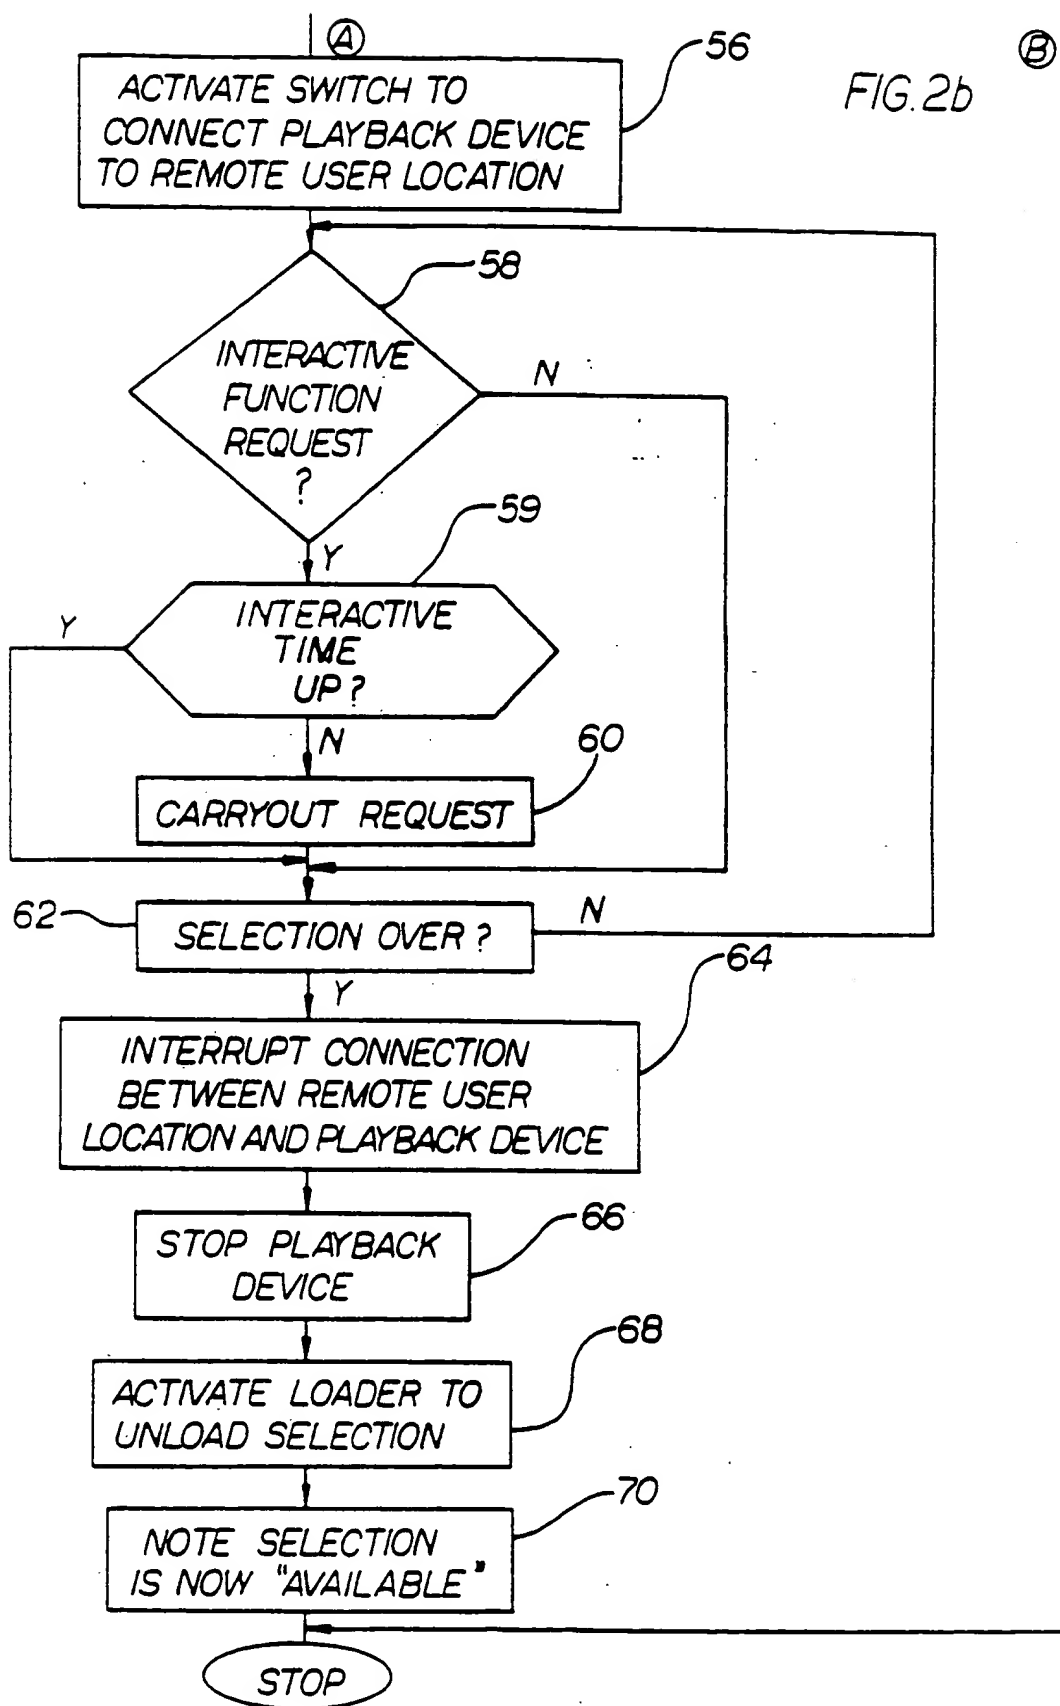 A
56
B
FIG. 2b
ACTIVATE SWITCH TO
CONNECT PLAYBACK DEVICE
TO REMOTE USER LOCATION
58
INTERACTIVE
FUNCTION
REQUEST
?
N
Y
59
INTERACTIVE
TIME
UP?
Y
N
60
CARRYOUT REQUEST
62
SELECTION OVER?
N
Y
64
INTERRUPT CONNECTION
BETWEEN REMOTE USER
LOCATION AND PLAYBACK DEVICE
66
STOP PLAYBACK
DEVICE
68
ACTIVATE LOADER TO
UNLOAD SELECTION
70
NOTE SELECTION
IS NOW "AVAILABLE"
STOP